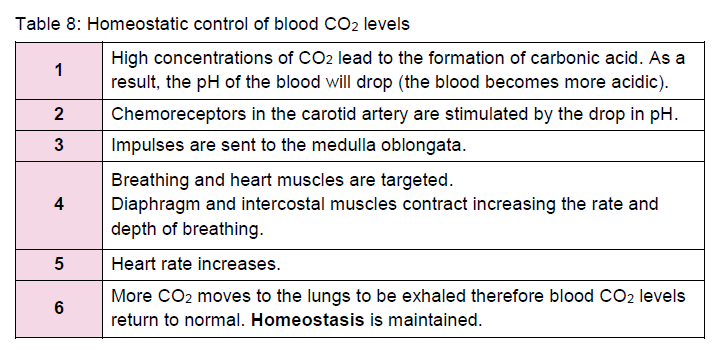 Table 8: Homeostatic control of blood CO₂ levels
1
High concentrations of CO₂ lead to the formation of carbonic acid. As a
result, the pH of the blood will drop (the blood becomes more acidic).
2
Chemoreceptors in the carotid artery are stimulated by the drop in pH.
3
Impulses are sent to the medulla oblongata.
4
Breathing and heart muscles are targeted.
Diaphragm and intercostal muscles contract increasing the rate and
depth of breathing.
5
Heart rate increases.
6
More CO₂ moves to the lungs to be exhaled therefore blood CO₂ levels
return to normal. Homeostasis is maintained.